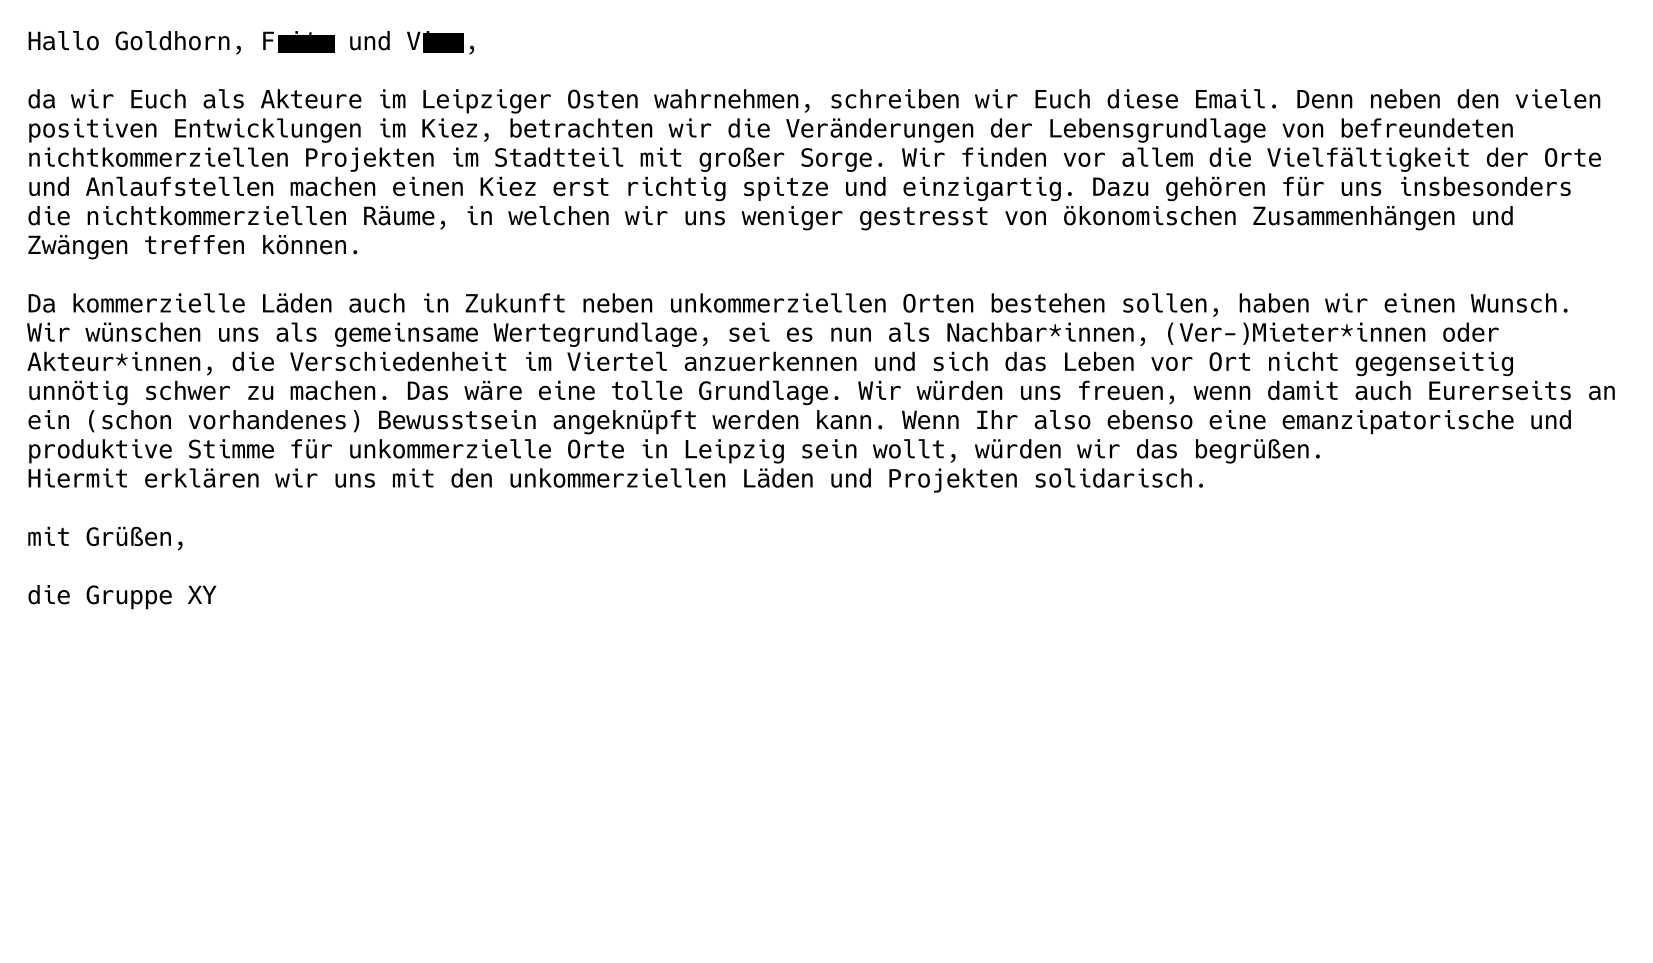 Hallo Goldhorn, F und V,
da wir Euch als Akteure im Leipziger Osten wahrnehmen, schreiben wir Euch diese Email. Denn neben den vielen
positiven Entwicklungen im Kiez, betrachten wir die Veränderungen der Lebensgrundlage von befreundeten
nichtkommerziellen Projekten im Stadtteil mit großer Sorge. Wir finden vor allem die Vielfältigkeit der Orte
und Anlaufstellen machen einen Kiez erst richtig spitze und einzigartig. Dazu gehören für uns insbesonders
die nichtkommerziellen Räume, in welchen wir uns weniger gestresst von ökonomischen Zusammenhängen und
Zwängen treffen können.
Da kommerzielle Läden auch in Zukunft neben unkommerziellen Orten bestehen sollen, haben wir einen Wunsch.
Wir wünschen uns als gemeinsame Wertegrundlage, sei es nun als Nachbar*innen, (Ver-)Mieter*innen oder
Akteur*innen, die Verschiedenheit im Viertel anzuerkennen und sich das Leben vor Ort nicht gegenseitig
unnötig schwer zu machen. Das wäre eine tolle Grundlage. Wir würden uns freuen, wenn damit auch Eurerseits an
ein (schon vorhandenes) Bewusstsein angeknüpft werden kann. Wenn Ihr also ebenso eine emanzipatorische und
produktive Stimme für unkommerzielle Orte in Leipzig sein wollt, würden wir das begrüßen.
Hiermit erklären wir uns mit den unkommerziellen Läden und Projekten solidarisch.
mit Grüßen,
die Gruppe XY